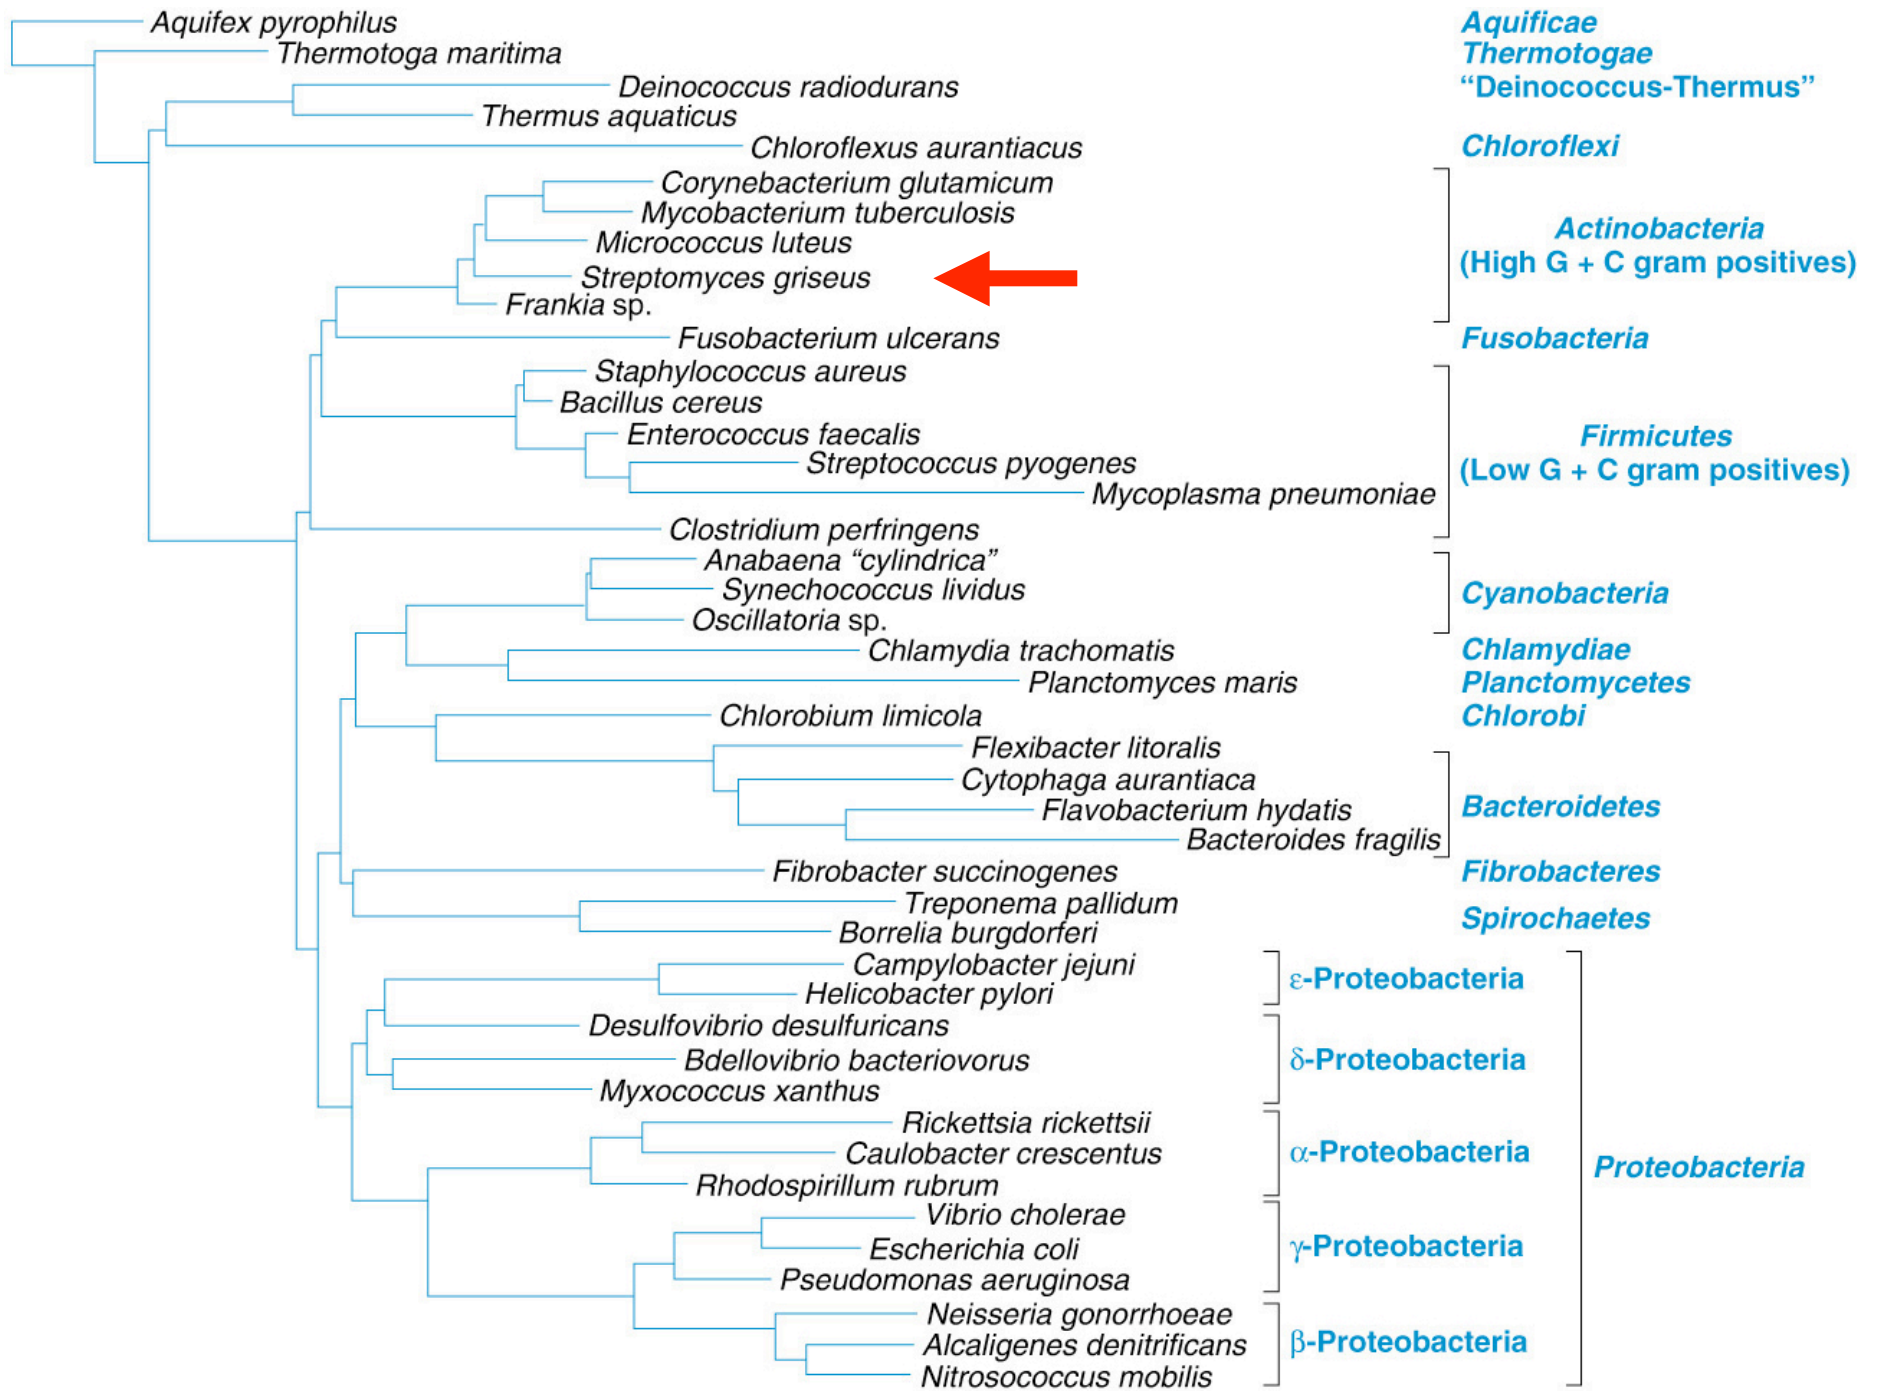 Aquifex pyrophilus
Aquificae
Thermotoga maritima
Thermotogae
Deinococcus radiodurans
“Deinococcus-Thermus”
Thermus aquaticus
Chloroflexus aurantiacus
Chloroflexi
Corynebacterium glutamicum
Mycobacterium tuberculosis
Micrococcus luteus
Streptomyces griseus
Frankia sp.
Actinobacteria
(High G + C gram positives)
Fusobacterium ulcerans
Fusobacteria
Staphylococcus aureus
Bacillus cereus
Enterococcus faecalis
Streptococcus pyogenes
Mycoplasma pneumoniae
Clostridium perfringens
Firmicutes
(Low G + C gram positives)
Anabaena “cylindrica”
Synechococcus lividus
Oscillatoria sp.
Cyanobacteria
Chlamydia trachomatis
Chlamydiae
Planctomyces maris
Planctomycetes
Chlorobium limicola
Chlorobi
Flexibacter litoralis
Cytophaga aurantiaca
Flavobacterium hydatis
Bacteroides fragilis
Bacteroidetes
Fibrobacter succinogenes
Fibrobacteres
Treponema pallidum
Borrelia burgdorferi
Spirochaetes
Campylobacter jejuni
Helicobacter pylori
ε-Proteobacteria
Desulfovibrio desulfuricans
Bdellovibrio bacteriovorus
Myxococcus xanthus
δ-Proteobacteria
Rickettsia rickettsii
Caulobacter crescentus
Rhodospirillum rubrum
α-Proteobacteria
Proteobacteria
Vibrio cholerae
Escherichia coli
Pseudomonas aeruginosa
γ-Proteobacteria
Neisseria gonorrhoeae
Alcaligenes denitrificans
Nitrosococcus mobilis
β-Proteobacteria